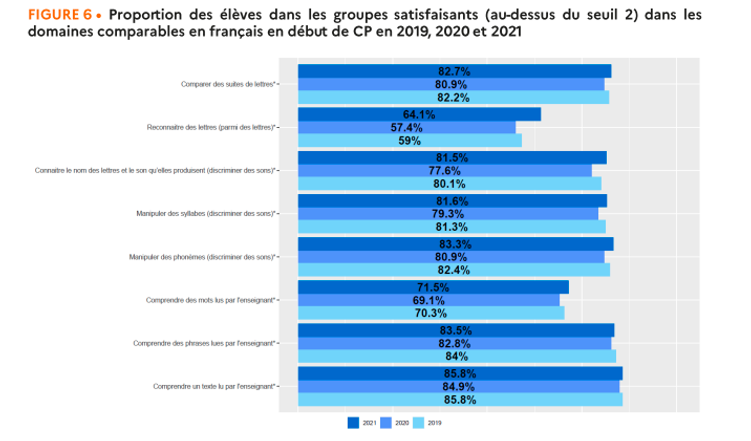 FIGURE 6 • Proportion des élèves dans les groupes satisfaisants (au-dessus du seuil 2) dans les
domaines comparables en français en début de CP en 2019, 2020 et 2021
82.7%
Comparer des suites de lettres* 80.9%
82.2%
64.1%
Reconnaitre des lettres (parmi des lettres)* 57.4%
59%
81.5%
Connaitre le nom des lettres et le son qu'elles produisent (discriminer des sons)* 77.6%
80.1%
81.6%
Manipuler des syllabes (discriminer des sons)* 79.3%
81.3%
83.3%
Manipuler des phonèmes (discriminer des sons)* 80.9%
82.4%
71.5%
Comprendre des mots lus par l'enseignant* 69.1%
70.3%
83.5%
Comprendre des phrases lues par l'enseignant* 82.8%
84%
85.8%
Comprendre un texte lu par l'enseignant* 84.9%
85.8%
2021 2020 2019